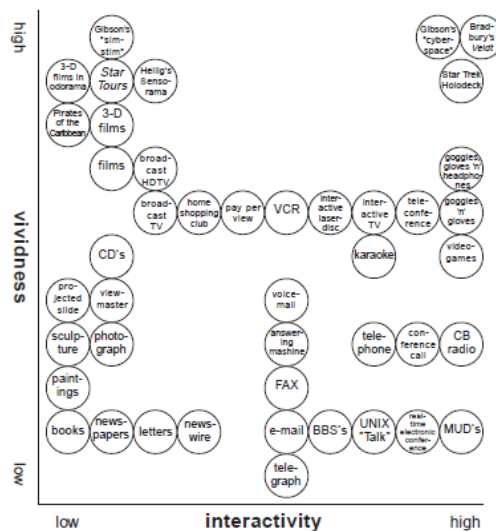 high
Gibson's
"sim-
stim"
Gibson's
"cyber-
space"
Brad-
bury's
Veldt
3-D
films in
odorama
Star
Tours
Heilig's
Senso-
rama
Star Trek
Holodeck
Pirates
of the
Caribbean
3-D
films
films
broad-
cast
HDTV
goggles,
gloves 'n'
headpho-
nes
broad-
cast
TV
home
shopping
club
pay per
view
VCR
inter-
active
laser-
disc
inter-
active
TV
tele-
conference
goggles
'n'
gloves
CD's
karaoke
video-
games
vividness
pro-
jected
slide
view-
master
voice-
mail
sculp-
ture
photo-
graph
answer-
ing
machine
tele-
phone
con-
ference
call
CB
radio
paint-
ings
FAX
books
news-
papers
letters
news-
wire
e-mail
BBS's
UNIX
"Talk"
real-
time
electronic
confe-
rence
MUD's
tele-
graph
low
low
interactivity
high